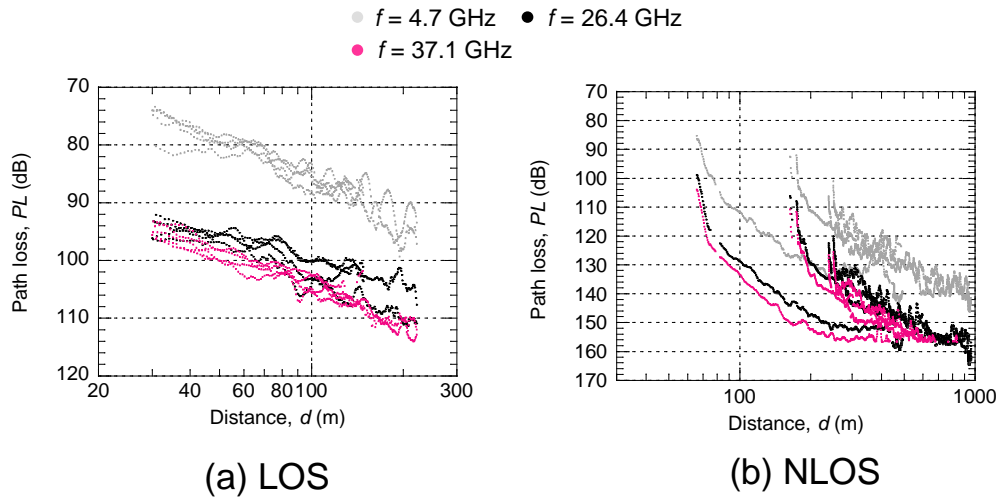 f = 4.7 GHz f = 26.4 GHz
f = 37.1 GHz
70
80
90
100
110
120
Path loss, PL (dB)
20 30 40 60 80 100 200 300
Distance, d (m)
(a) LOS
70
80
90
100
110
120
130
140
150
160
170
Path loss, PL (dB)
100 1000
Distance, d (m)
(b) NLOS